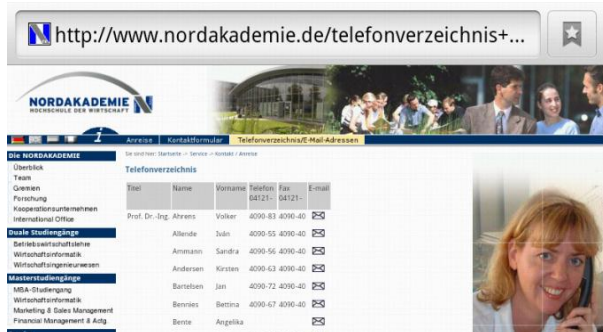 http://www.nordakademie.de/telefonverzeichnis+...
NORDAKADEMIE
HOCHSCHULE DER WIRTSCHAFT
i Anreise Kontaktformular Telefonverzeichnis/E-Mail-Adressen
Sie sind hier: Startseite -> Service -> Kontakt / Anreise
Die NORDAKADEMIE
Überblick
Team
Gremien
Forschung
Kooperationsunternehmen
International Office
Duale Studiengänge
Betriebswirtschaftslehre
Wirtschaftsinformatik
Wirtschaftsingenieurwesen
Masterstudiengänge
MBA-Studiengang
Wirtschaftsinformatik
Marketing & Sales Management
Financial Management & Actg.
Telefonverzeichnis
Titel Name Vorname Telefon Fax E-mail
04121- 04121-
Prof. Dr.-Ing. Ahrens Volker 4090-83 4090-40
Allende Iván 4090-55 4090-40
Ammann Sandra 4090-56 4090-40
Andersen Kirsten 4090-63 4090-40
Bartelsen Jan 4090-72 4090-40
Bennies Bettina 4090-67 4090-40
Bente Angelika